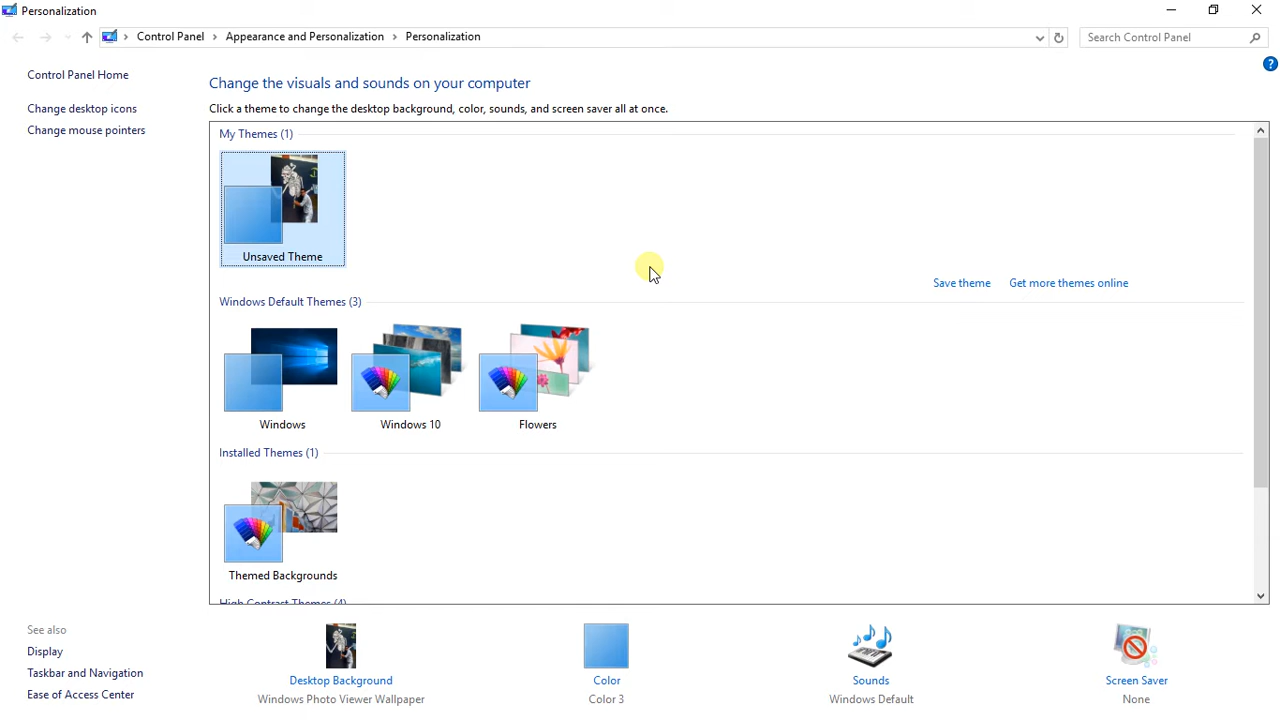 Personalization
Control Panel > Appearance and Personalization > Personalization
Search Control Panel
Control Panel Home
Change desktop icons
Change mouse pointers
Change the visuals and sounds on your computer
Click a theme to change the desktop background, color, sounds, and screen saver all at once.
My Themes (1)
Unsaved Theme
Save theme Get more themes online
Windows Default Themes (3)
Windows Windows 10 Flowers
Installed Themes (1)
Themed Backgrounds
High Contrast Themes (4)
See also
Display
Taskbar and Navigation
Ease of Access Center
Desktop Background
Windows Photo Viewer Wallpaper
Color
Color 3
Sounds
Windows Default
Screen Saver
None